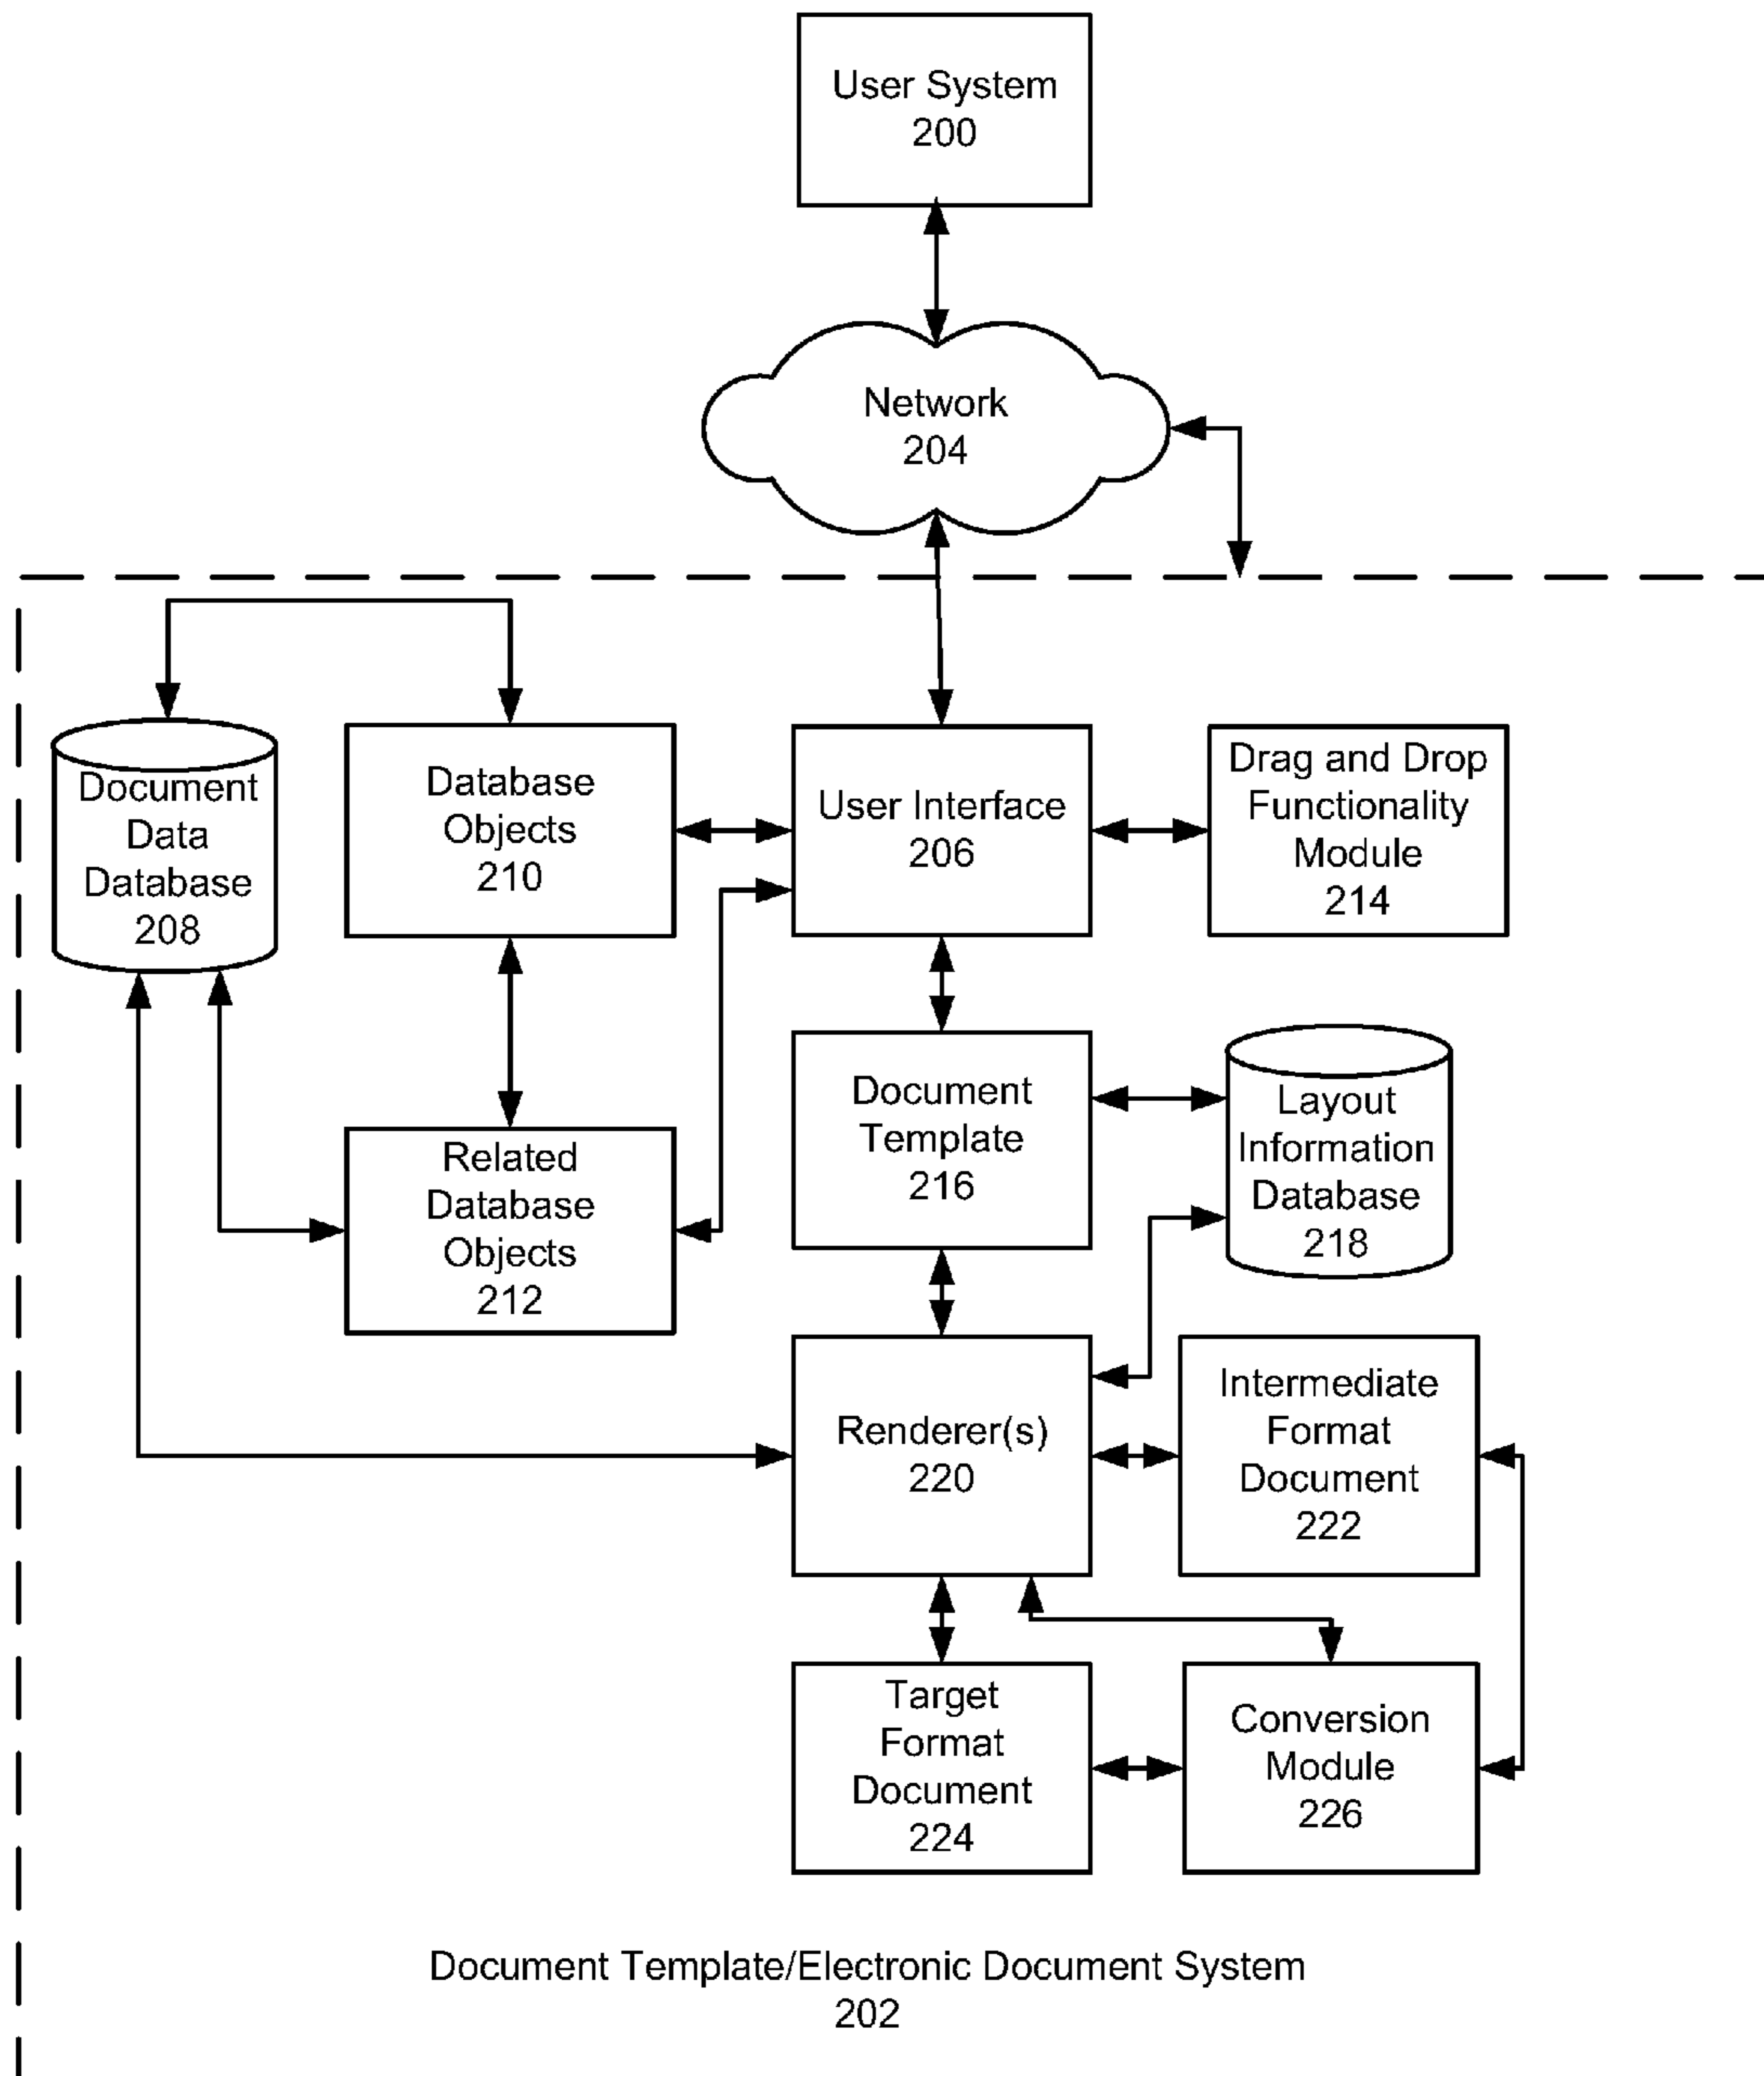 User System
200
Network
204
Document
Data
Database
208
Database
Objects
210
User Interface
206
Drag and Drop
Functionality
Module
214
Related
Database
Objects
212
Document
Template
216
Layout
Information
Database
218
Renderer(s)
220
Intermediate
Format
Document
222
Target
Format
Document
224
Conversion
Module
226
Document Template/Electronic Document System
202